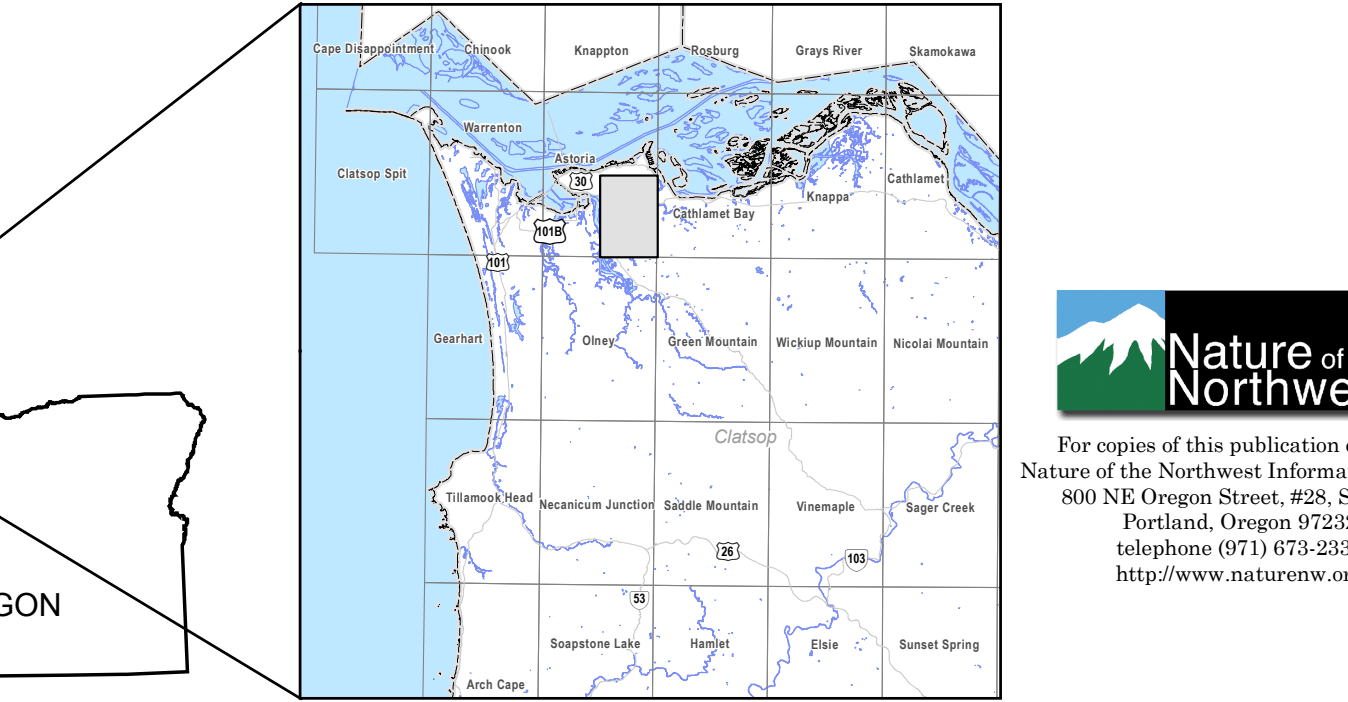 Cape Disappointment
Chinook
Knappton
Rosburg
Grays River
Skamokawa
Warrenton
Astoria
Clatsop Spit
30
Cathlamet
Knappa
Cathlamet Bay
101B
101
Gearhart
Olney
Green Mountain
Wickiup Mountain
Nicolai Mountain
Clatsop
Tillamook Head
Necanicum Junction
Saddle Mountain
Vinemaple
Sager Creek
26
103
53
Soapstone Lake
Hamlet
Elsie
Sunset Spring
Arch Cape
GON
Nature of
Northwe
For copies of this publication
Nature of the Northwest Informa
800 NE Oregon Street, #28, S
Portland, Oregon 97232
telephone (971) 673-233
http://www.naturenw.or